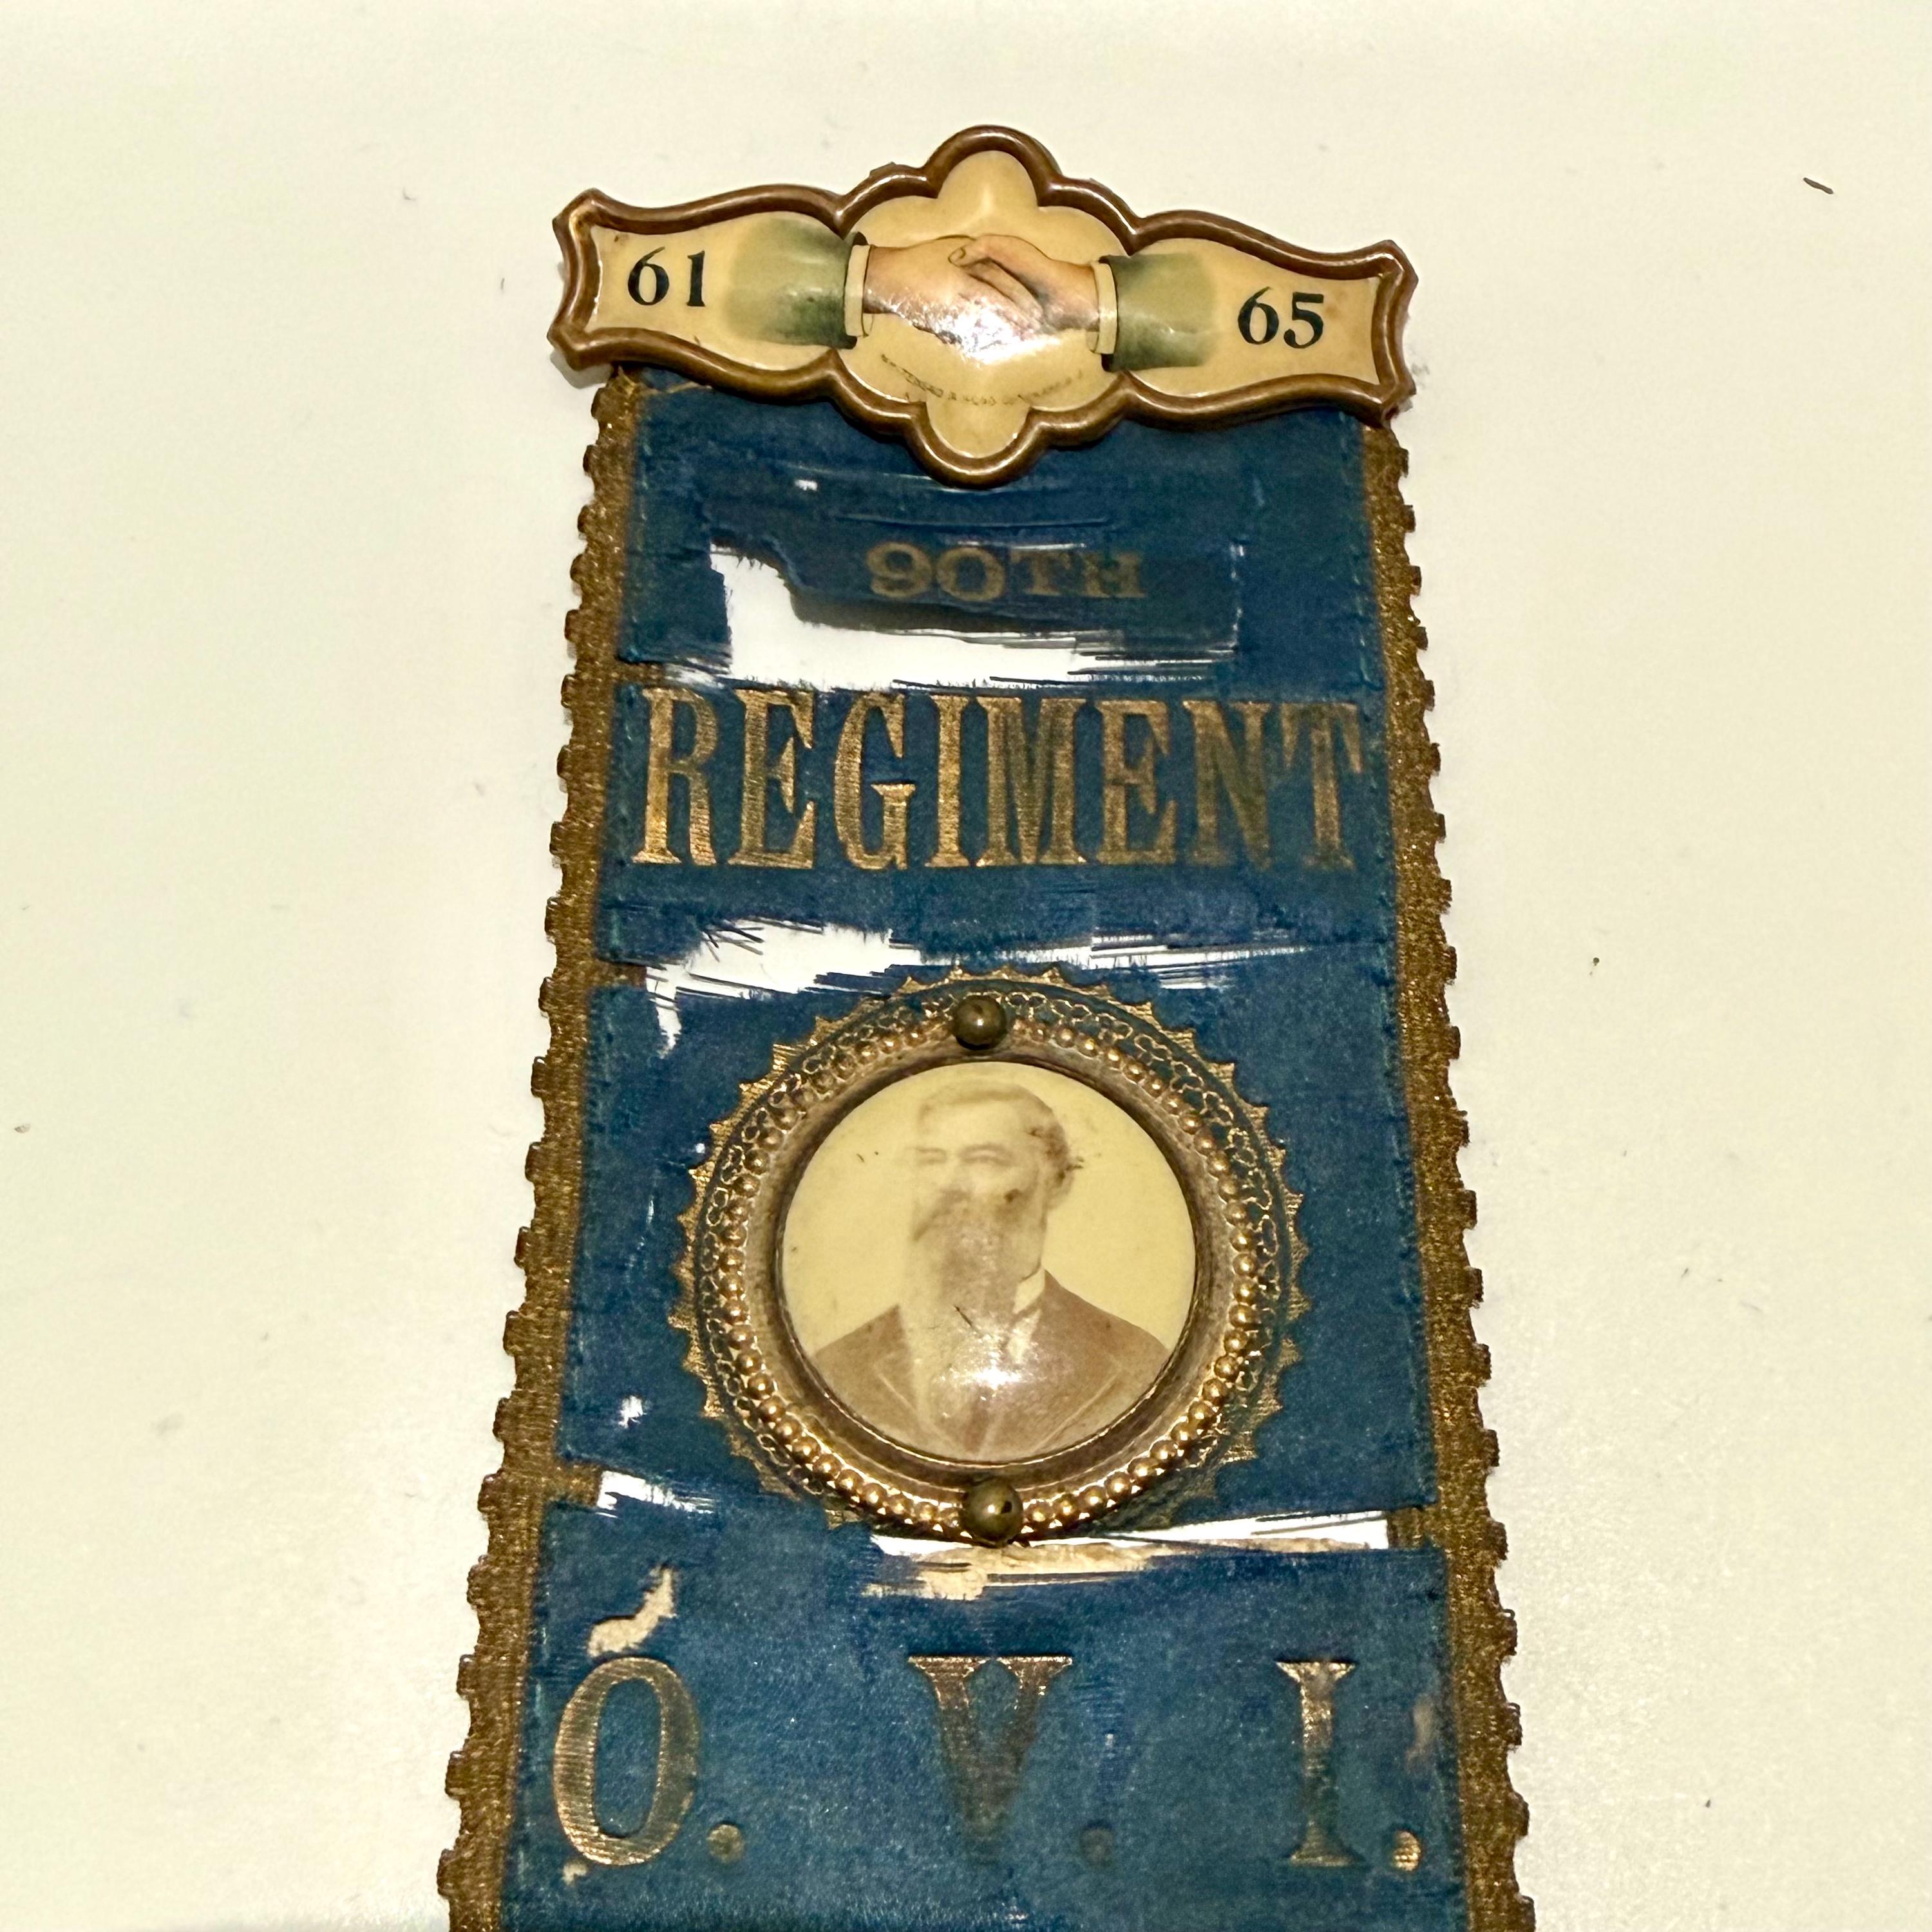 61 65
90TH
REGIMENT
O. V. I.